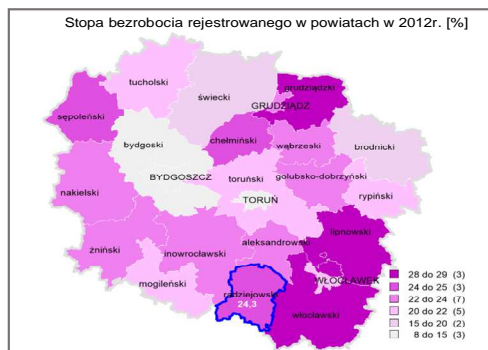 Stopa bezrobocia rejestrowanego w powiatach w 2012r. [%]
tucholski
świecki
grudziądzki
GRUDZIĄDZ
sępoleński
chełmiński
bydgoski
wąbrzeski
brodnicki
BYDGOSZCZ
toruński
golubsko-dobrzyński
nakielski
TORUŃ
rypiński
lipnowski
aleksandrowski
żniński
inowrocławski
WŁOCŁAWEK
mogileński
radziejowski
24,3
włocławski
28 do 29 (3)
24 do 25 (3)
22 do 24 (7)
20 do 22 (5)
15 do 20 (2)
8 do 15 (3)